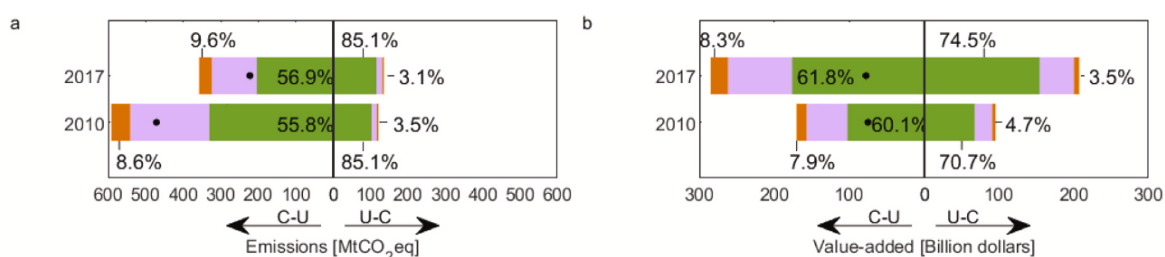 a
9.6%
85.1%
2017
56.9%
3.1%
2010
55.8%
3.5%
8.6%
85.1%
600 500 400 300 200 100 0 100 200 300 400 500 600
C-U U-C
Emissions [MtCO2eq]
b
8.3%
74.5%
2017
61.8%
3.5%
2010
60.1%
4.7%
7.9%
70.7%
300 200 100 0 100 200 300
C-U U-C
Value-added [Billion dollars]